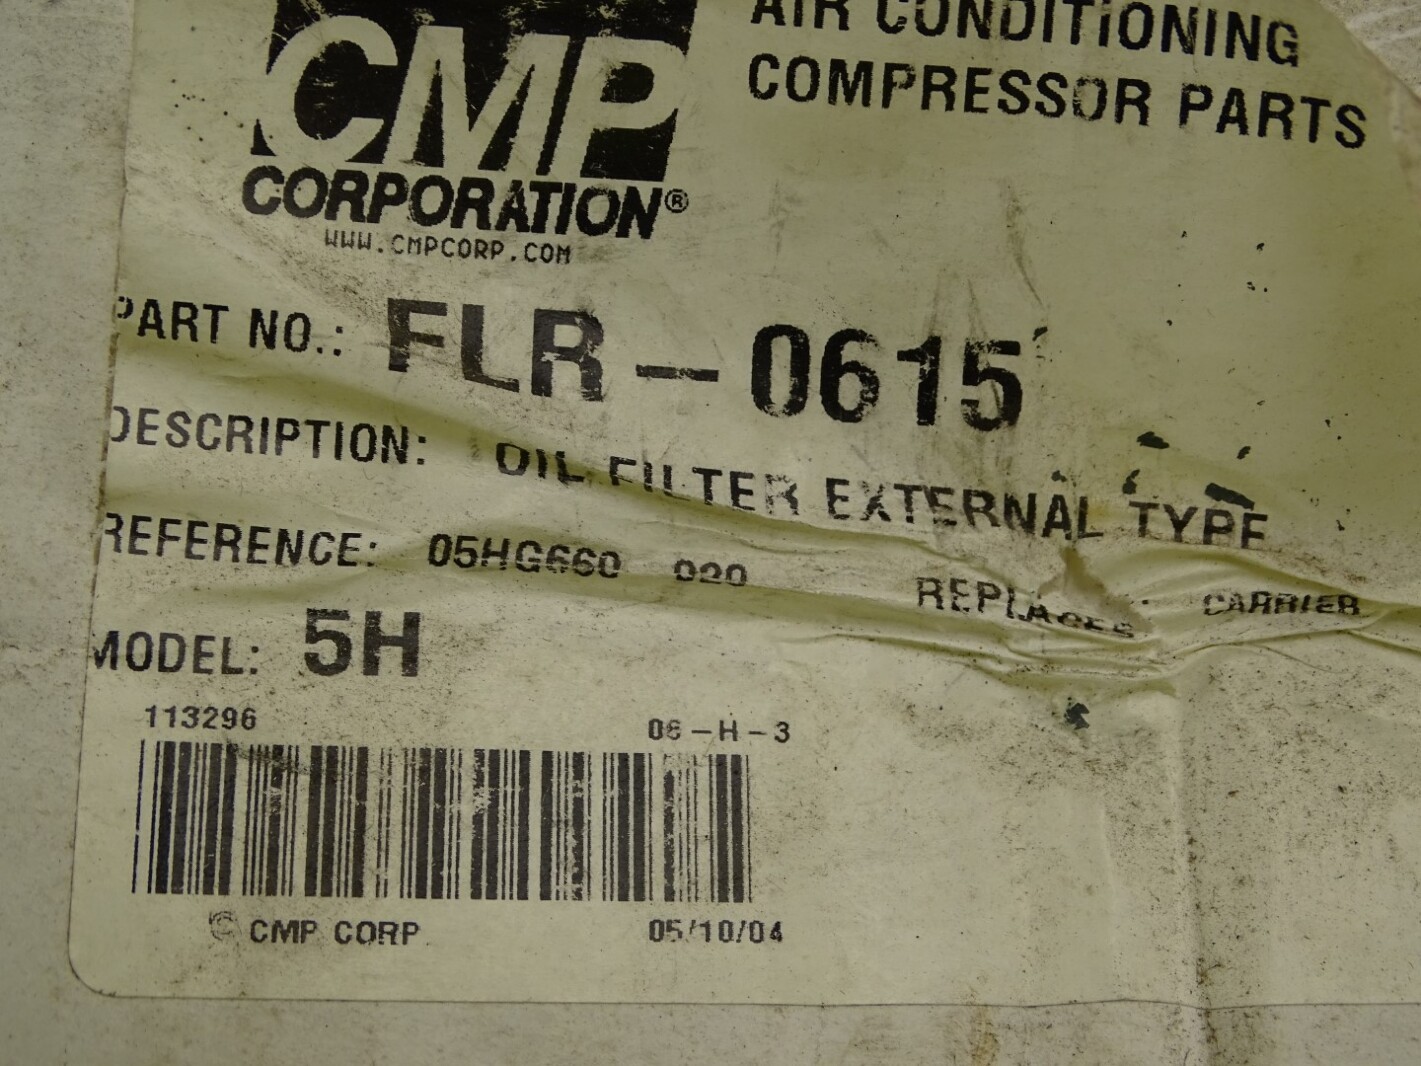 CMP
CORPORATION®
WWW.CMPCORP.COM
AIR CONDITIONING
COMPRESSOR PARTS
PART NO.: FLR-0615
DESCRIPTION: OIL FILTER EXTERNAL TYPE
REFERENCE: 05HG660 020 REPLACES: CARRIER
MODEL: 5H
113296 06-H-3
© CMP CORP 05/10/04